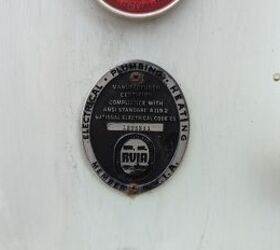 ELECTRICAL · PLUMBING · HEATING
MANUFACTURER
CERTIFIES
COMPLIANCE WITH
ANSI STANDARD A119.2
NATIONAL ELECTRICAL CODE
RVIA
MEMBER